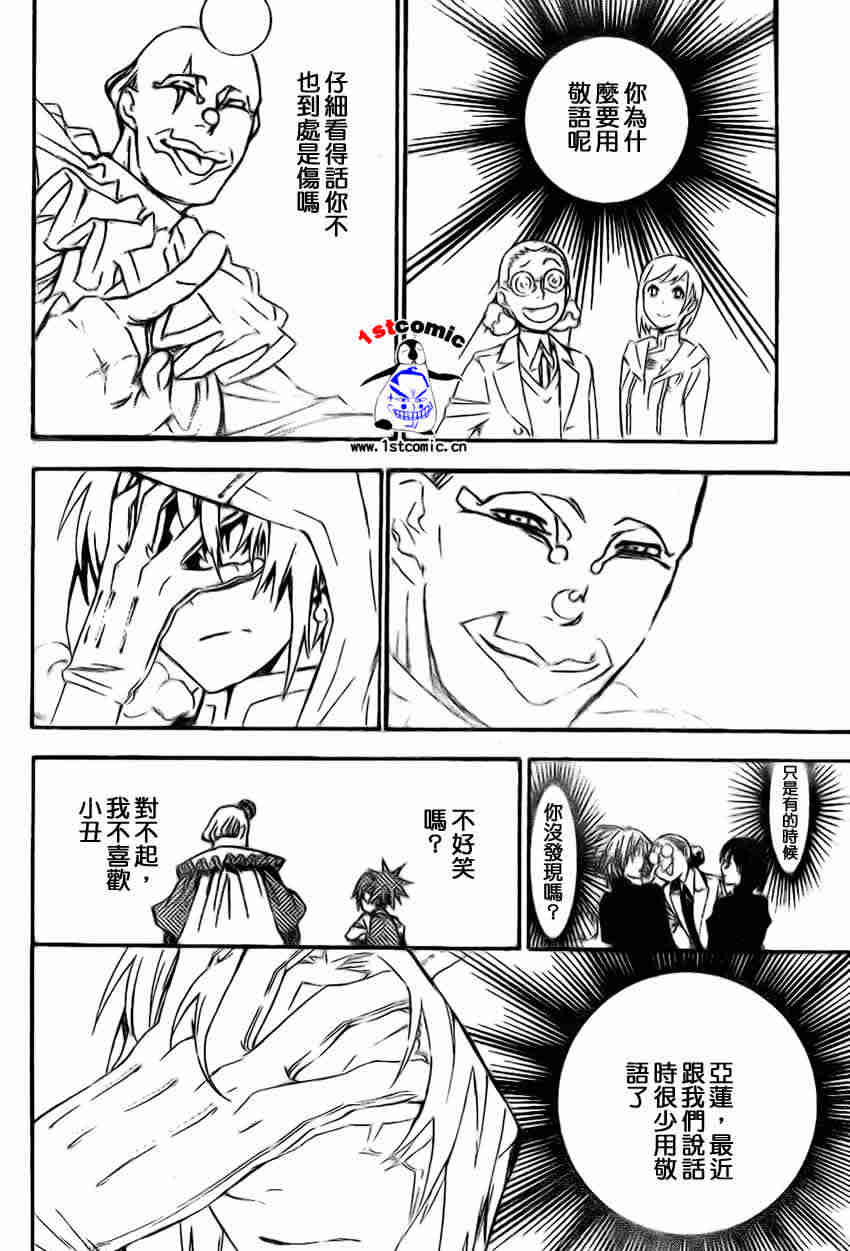 你為什
麼要用
敬語呢
仔細看得話你不
也到處是傷嗎
1stcomic
www.1stcomic.cn
只是有的時候
你沒發現嗎?
不好笑
嗎?
對不起,
我不喜歡
小丑
亞蓮,最近
跟我們說話
時很少用敬
語了